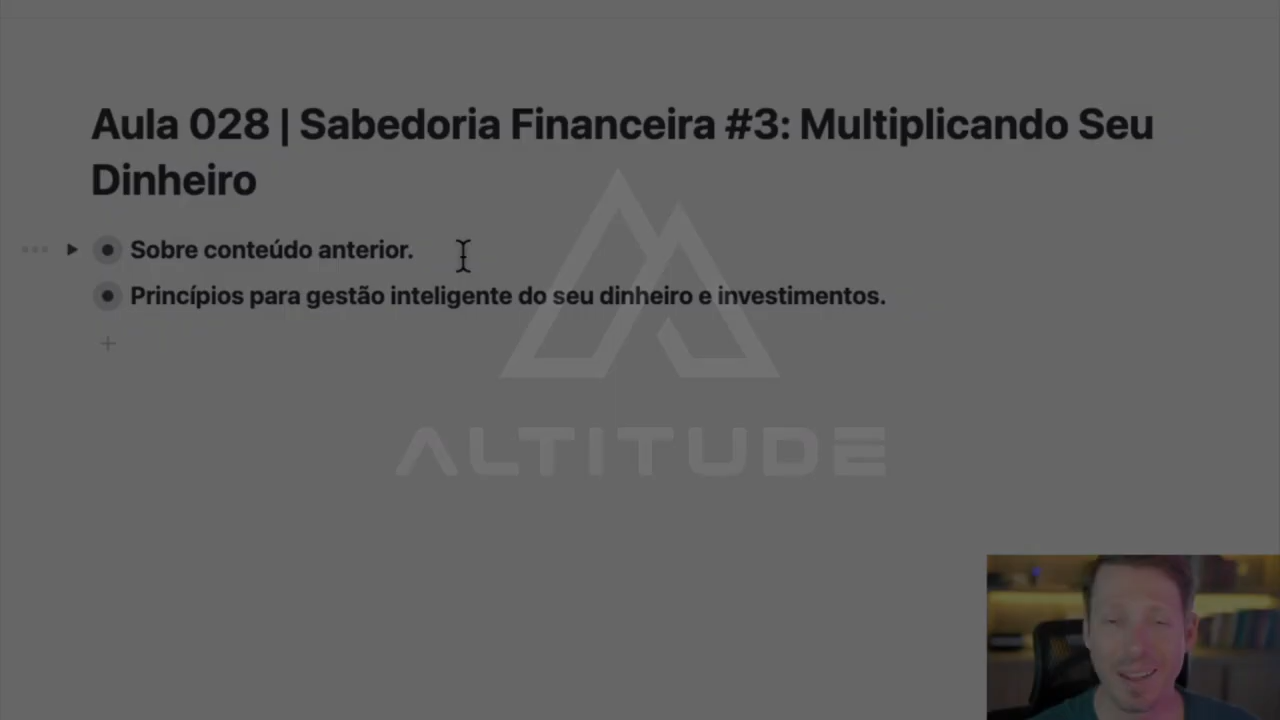 Aula 028 | Sabedoria Financeira #3: Multiplicando Seu
Dinheiro
Sobre conteúdo anterior.
Princípios para gestão inteligente do seu dinheiro e investimentos.
ALTITUDE